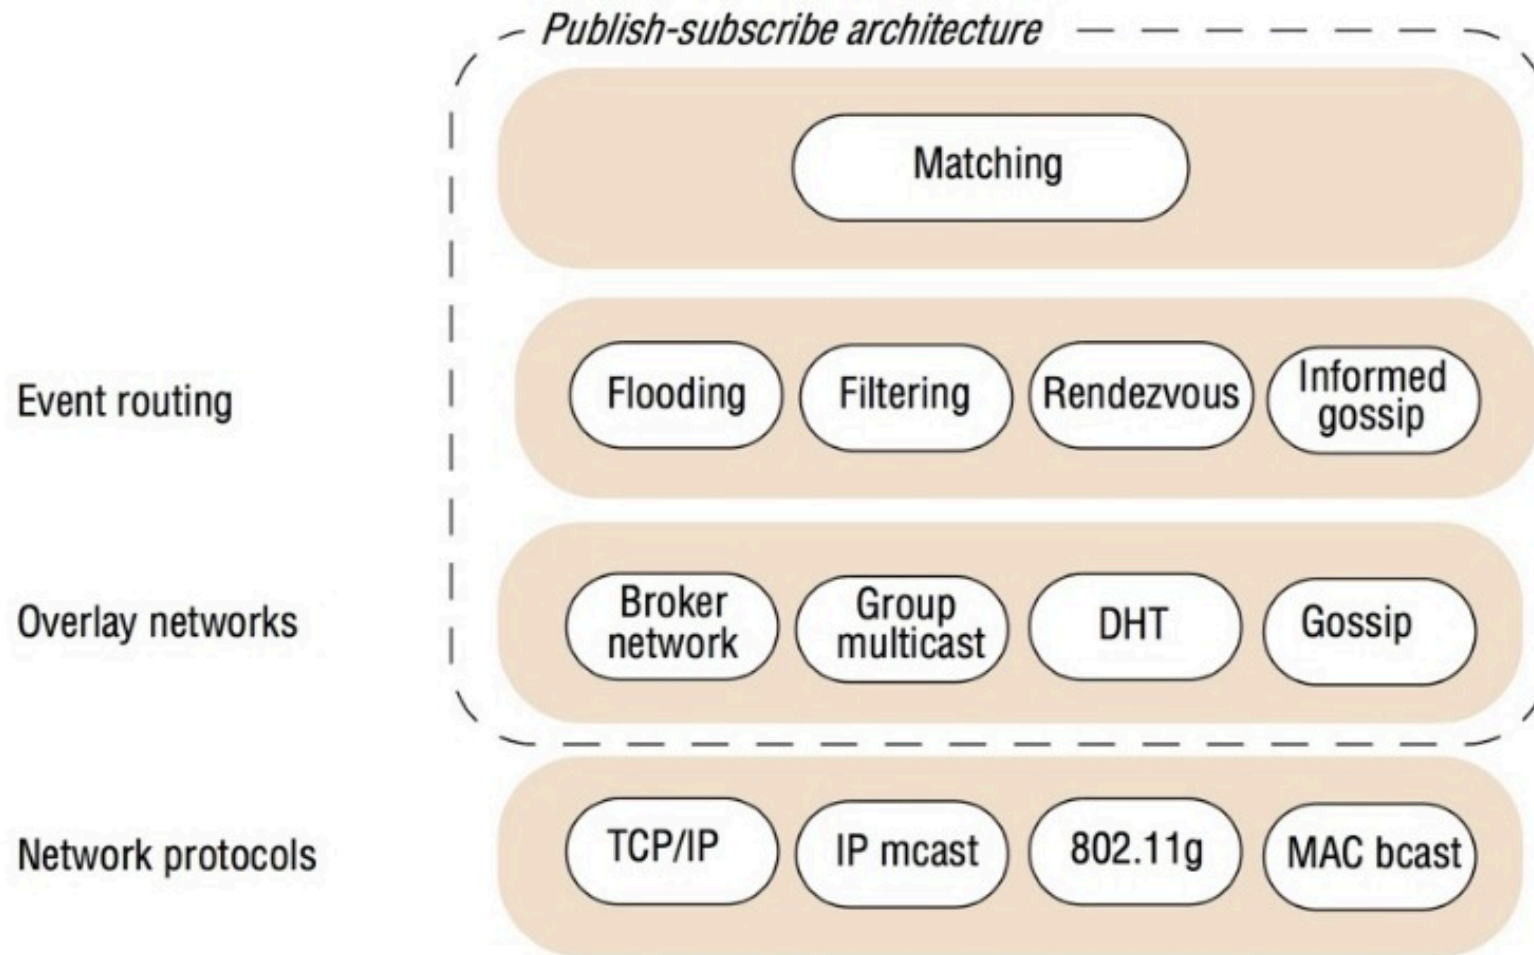 Publish-subscribe architecture
Matching
Event routing
Flooding
Filtering
Rendezvous
Informed
gossip
Overlay networks
Broker
network
Group
multicast
DHT
Gossip
Network protocols
TCP/IP
IP mcast
802.11g
MAC bcast